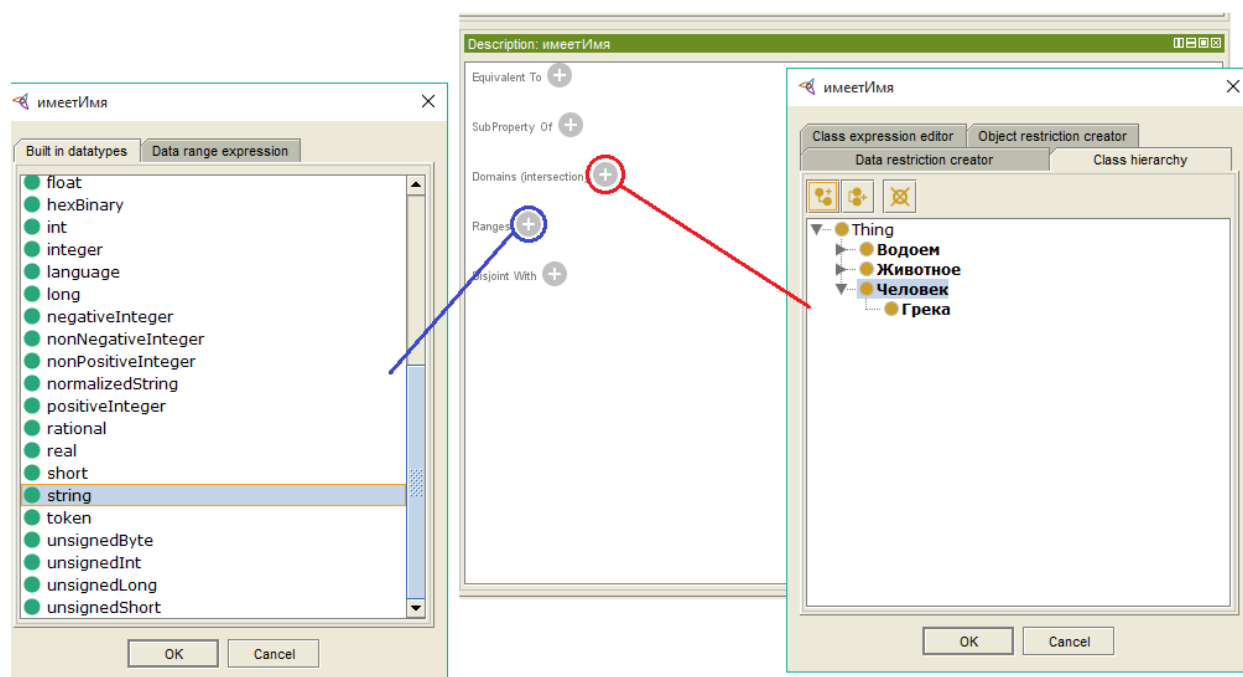 имеетИмя
Built in datatypes
Data range expression
float
hexBinary
int
integer
language
long
negativeInteger
nonNegativeInteger
nonPositiveInteger
normalizedString
positiveInteger
rational
real
short
string
token
unsignedByte
unsignedInt
unsignedLong
unsignedShort
OK
Cancel
Description: имеетИмя
Equivalent To
SubProperty Of
Domains (intersection)
Ranges
Disjoint With
имеетИмя
Class expression editor
Object restriction creator
Data restriction creator
Class hierarchy
Thing
Водоем
Животное
Человек
Грека
OK
Cancel